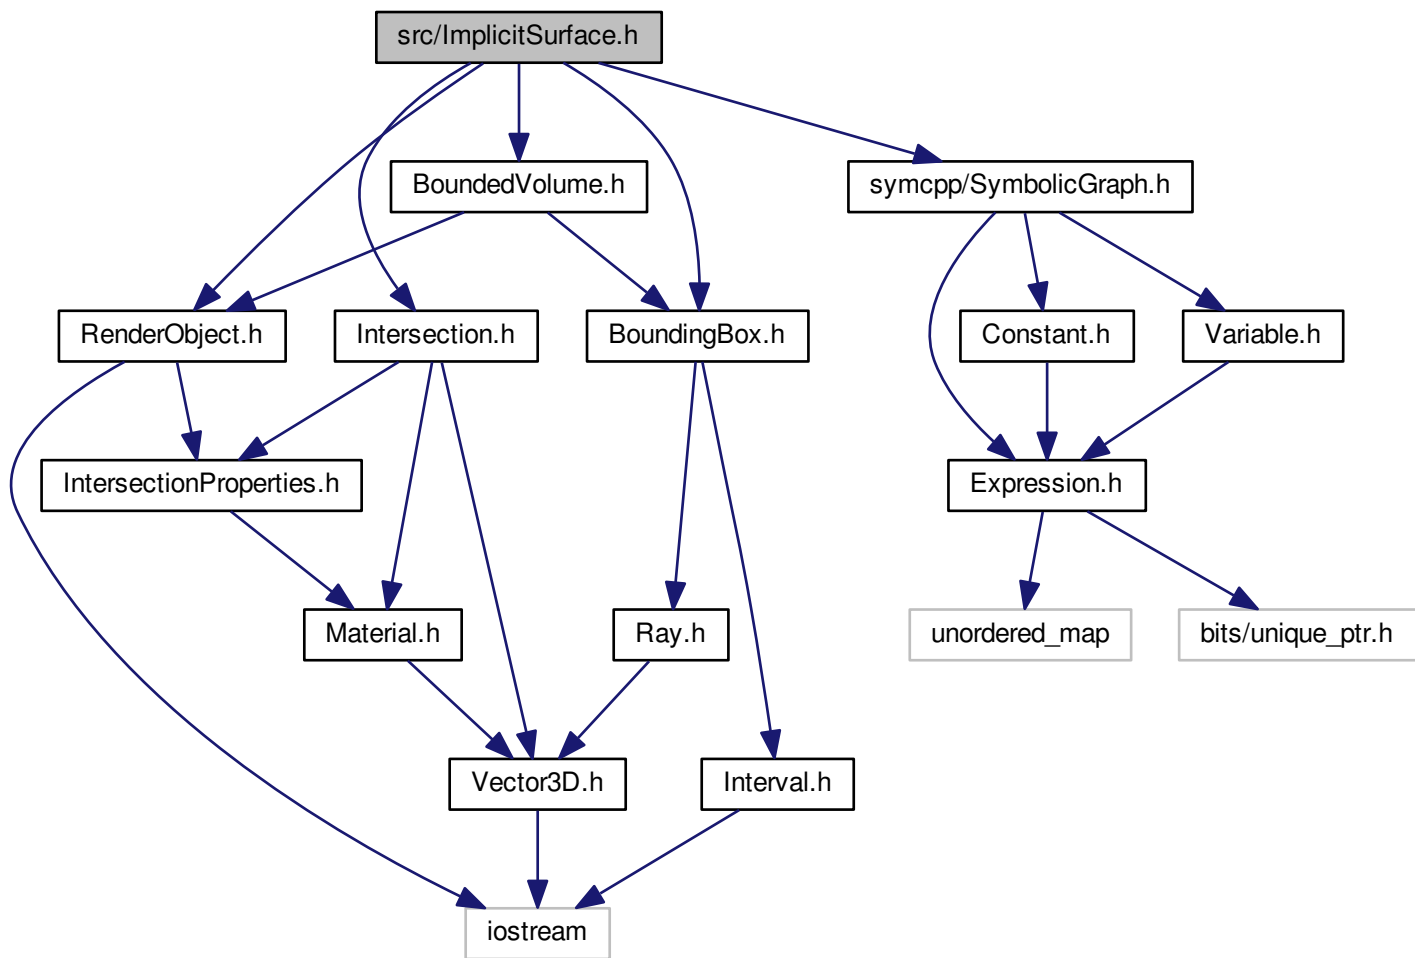 src/ImplicitSurface.h
BoundedVolume.h
symcpp/SymbolicGraph.h
RenderObject.h
Intersection.h
BoundingBox.h
Constant.h
Variable.h
IntersectionProperties.h
Expression.h
Material.h
Ray.h
unordered_map
bits/unique_ptr.h
Vector3D.h
Interval.h
iostream